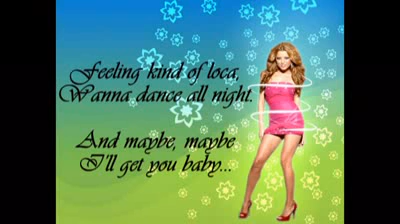 Feeling kind of loca,
Wanna dance all night.
And maybe, maybe
I'll get you baby...